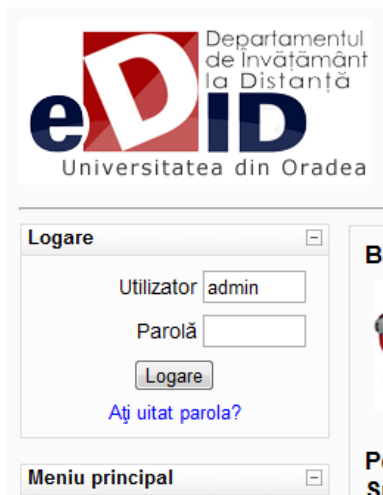 Departamentul
de Învățământ
la Distanță
eDID
Universitatea din Oradea
Logare
Utilizator admin
Parolă
Logare
Aţi uitat parola?
Meniu principal